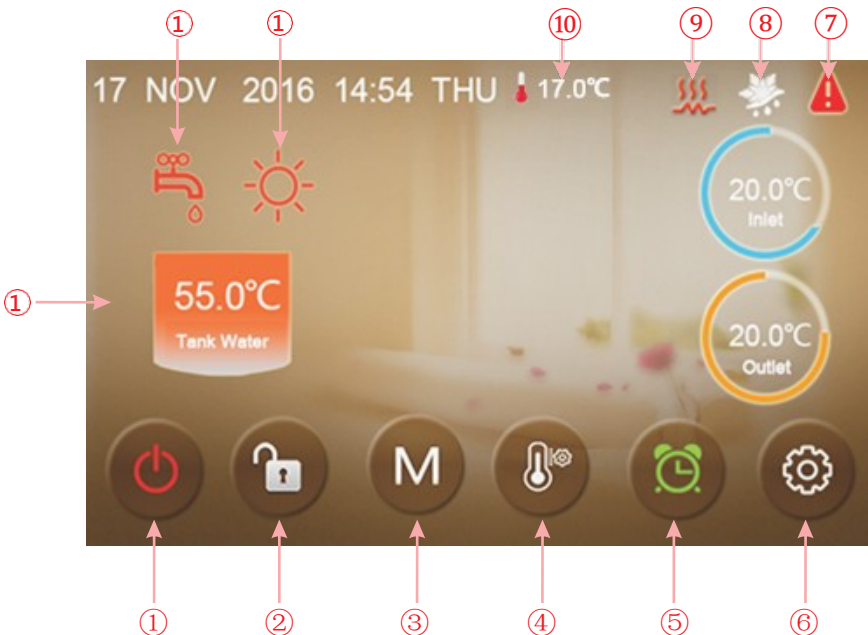 ① ① ⑩ ⑨ ⑧ ⑦
17 NOV 2016 14:54 THU 17.0℃
20.0℃
Inlet
①
55.0℃
Tank Water
20.0℃
Outlet
M
① ② ③ ④ ⑤ ⑥